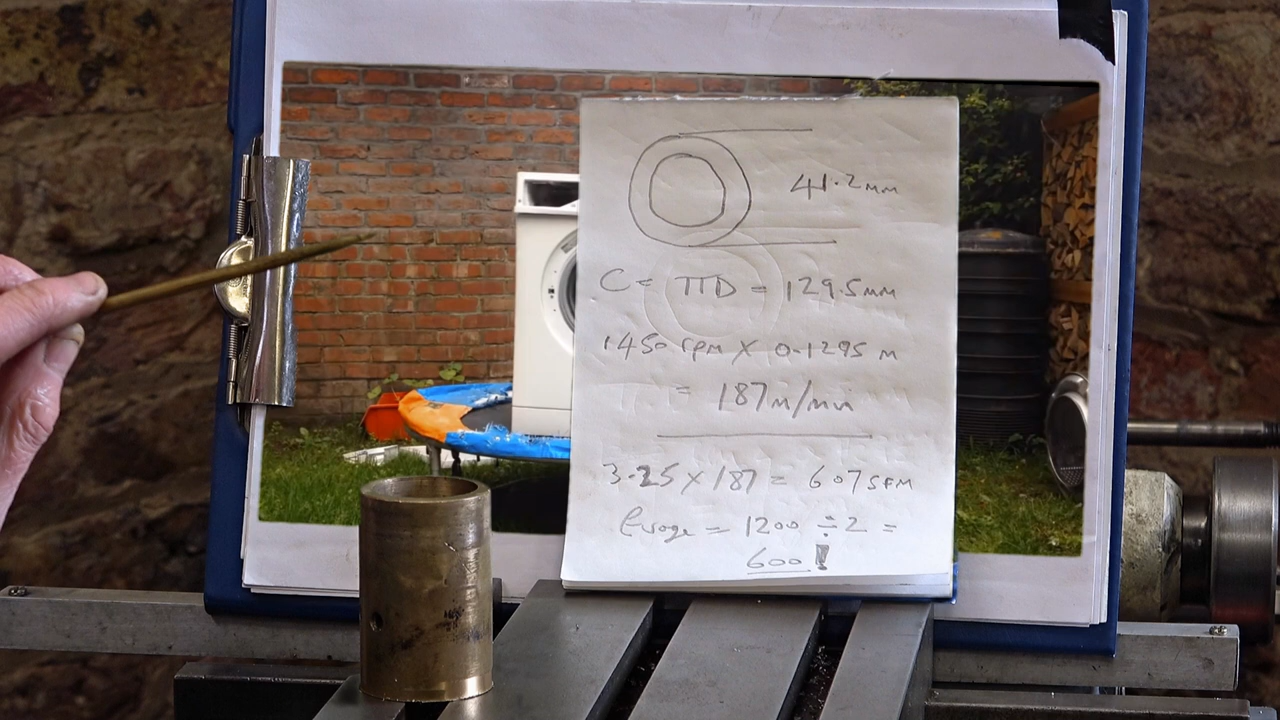 41.2mm
C = πD = 129.5mm
1450 rpm X 0.1295 m
= 187m/min
3.25 X 187 = 607 SFM
= 1200 ÷ 2 =
600!